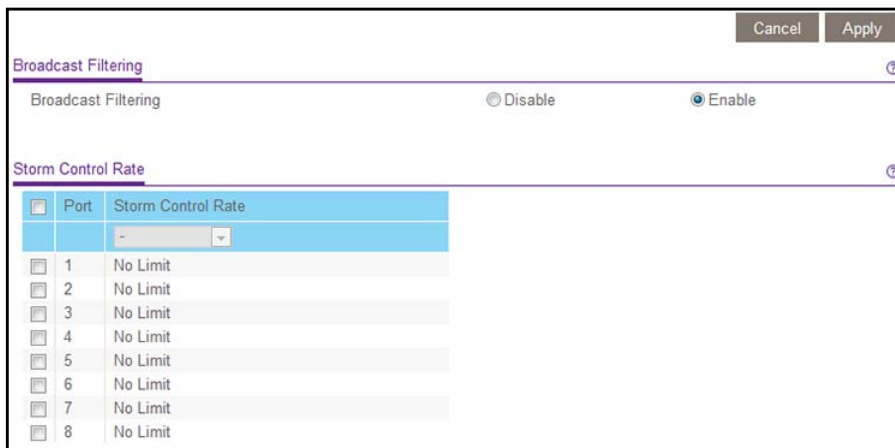 Cancel Apply
Broadcast Filtering
Broadcast Filtering Disable Enable
Storm Control Rate
Port Storm Control Rate
-
1 No Limit
2 No Limit
3 No Limit
4 No Limit
5 No Limit
6 No Limit
7 No Limit
8 No Limit